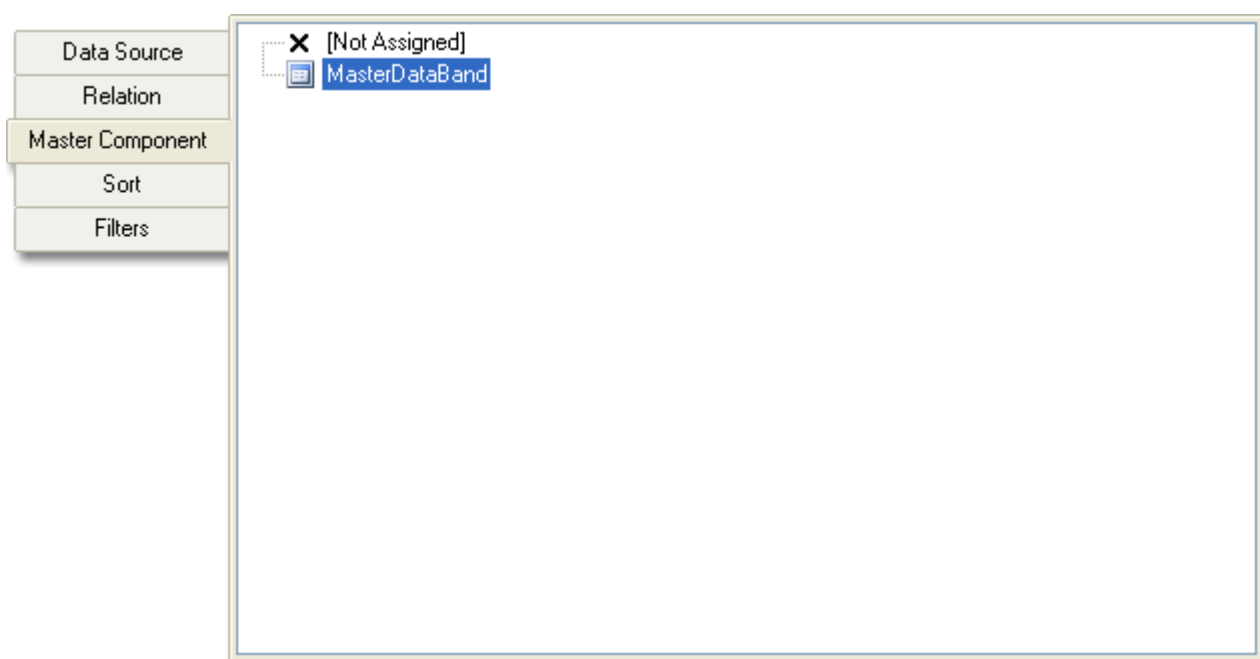 Data Source
Relation
Master Component
Sort
Filters
[Not Assigned]
MasterDataBand